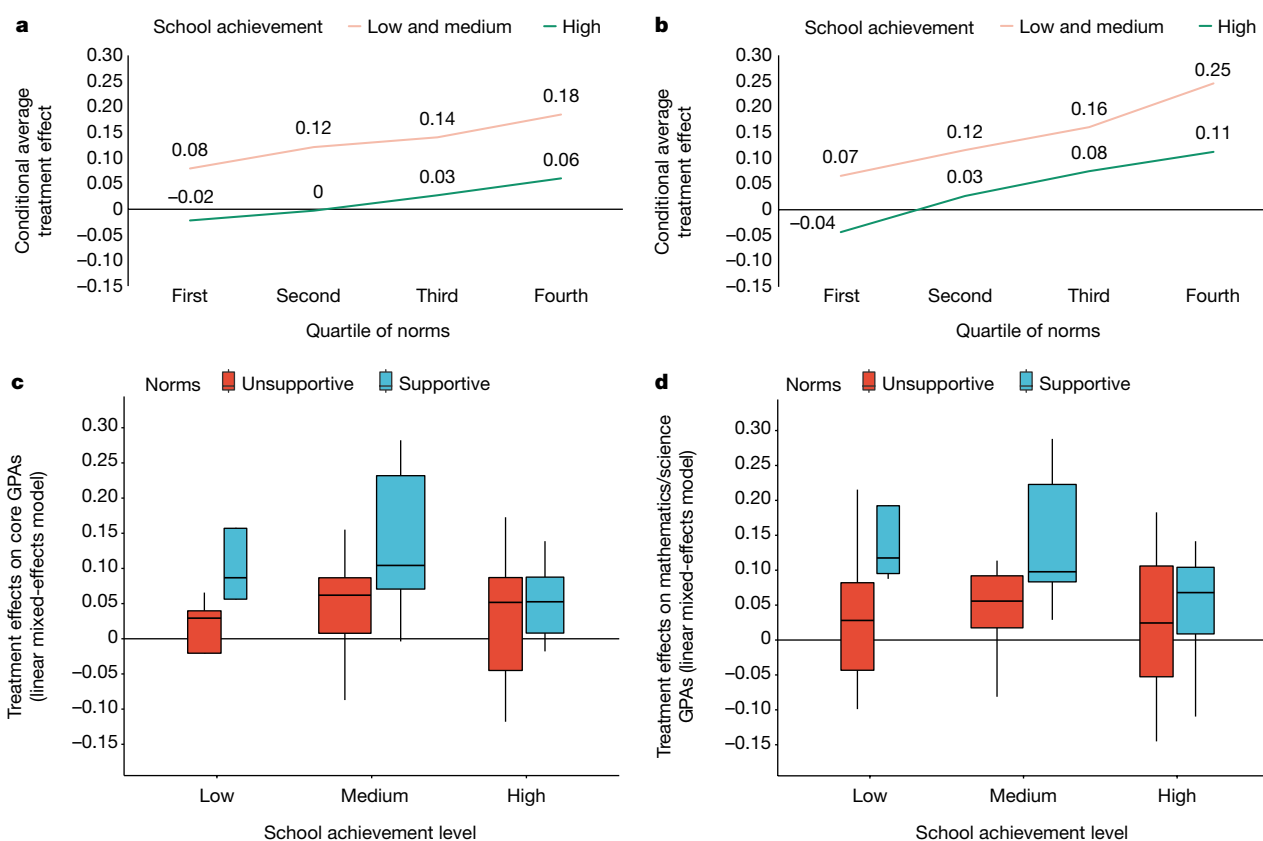 a
School achievement Low and medium High
Conditional average
treatment effect
0.30
0.25
0.20
0.15
0.10
0.05
0
−0.05
−0.10
−0.15
0.08
0.12
0.14
0.18
−0.02
0
0.03
0.06
First Second Third Fourth
Quartile of norms
b
School achievement Low and medium High
Conditional average
treatment effect
0.30
0.25
0.20
0.15
0.10
0.05
0
−0.05
−0.10
−0.15
0.07
0.12
0.16
0.25
−0.04
0.03
0.08
0.11
First Second Third Fourth
Quartile of norms
c
Norms Unsupportive Supportive
Treatment effects on core GPAs
(linear mixed-effects model)
0.30
0.25
0.20
0.15
0.10
0.05
0
−0.05
−0.10
−0.15
Low Medium High
School achievement level
d
Norms Unsupportive Supportive
Treatment effects on mathematics/science
GPAs (linear mixed-effects model)
0.30
0.25
0.20
0.15
0.10
0.05
0
−0.05
−0.10
−0.15
Low Medium High
School achievement level